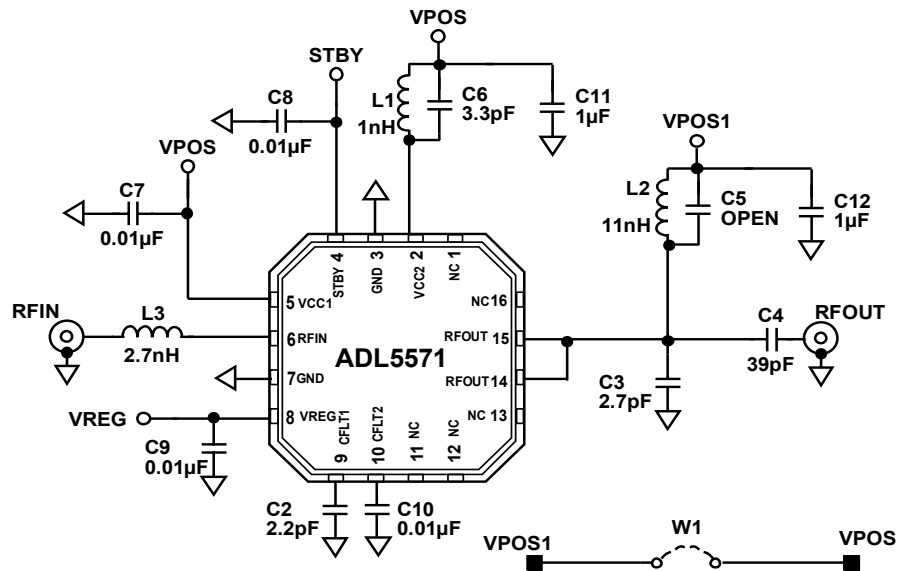 VPOS
STBY
C8
0.01µF
L1
1nH
C6
3.3pF
C11
1µF
VPOS
C7
0.01µF
VPOS1
L2
11nH
C5
OPEN
C12
1µF
STBY 4
GND 3
VCC2 2
NC 1
5 VCC1
NC 16
RFIN
L3
2.7nH
6 RFIN
RFOUT 15
ADL5571
C4
39pF
RFOUT
7 GND
RFOUT 14
C3
2.7pF
VREG
8 VREG
NC 13
C9
0.01µF
9 CFLT1
10 CFLT2
11 NC
12 NC
C2
2.2pF
C10
0.01µF
VPOS1
W1
VPOS